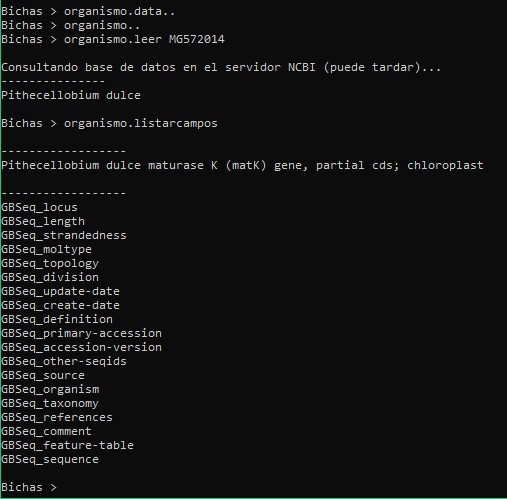 Bichas > organismo.data..
Bichas > organismo..
Bichas > organismo.leer MG572014
Consultando base de datos en el servidor NCBI (puede tardar)...
---------------
Pithecellobium dulce
Bichas > organismo.listarcampos
------------------
Pithecellobium dulce maturase K (matK) gene, partial cds; chloroplast
------------------
GBSeq_locus
GBSeq_length
GBSeq_strandedness
GBSeq_moltype
GBSeq_topology
GBSeq_division
GBSeq_update-date
GBSeq_create-date
GBSeq_definition
GBSeq_primary-accession
GBSeq_accession-version
GBSeq_other-seqids
GBSeq_source
GBSeq_organism
GBSeq_taxonomy
GBSeq_references
GBSeq_comment
GBSeq_feature-table
GBSeq_sequence
Bichas >